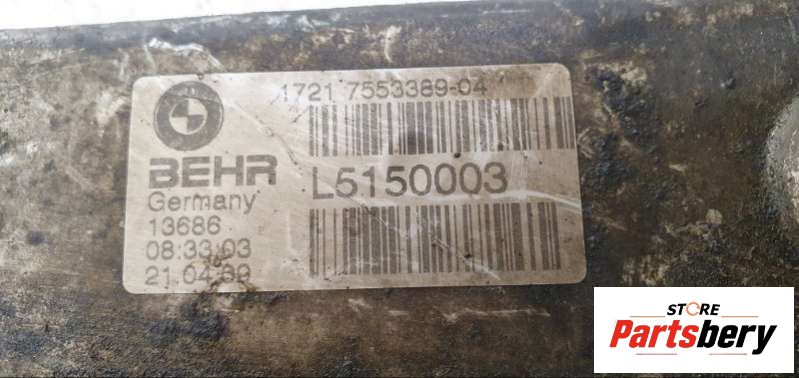 1721 7553389-04
BEHR
L5150003
Germany
13686
08:33:03
21.04.09
STORE
Partsbery